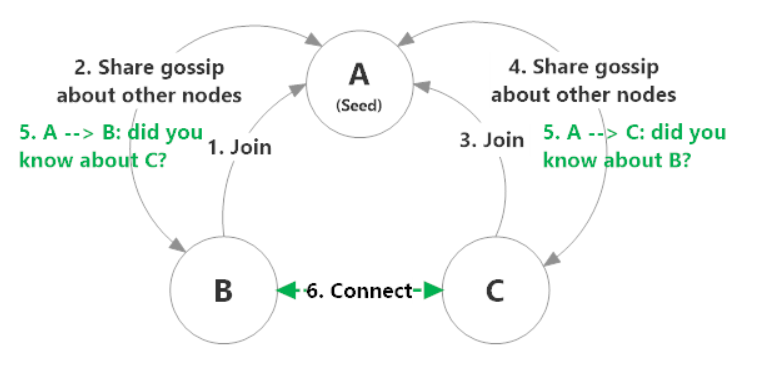 2. Share gossip
about other nodes
A
(Seed)
4. Share gossip
about other nodes
5. A --> B: did you
know about C?
1. Join
3. Join
5. A --> C: did you
know about B?
B
6. Connect
C